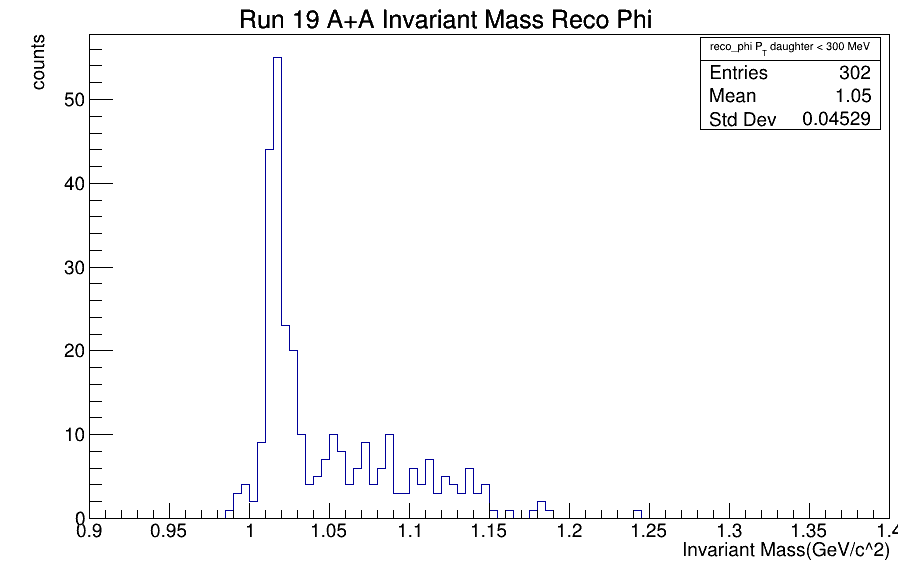 Run 19 A+A Invariant Mass Reco Phi
counts
reco_phi P_T daughter < 300 MeV
Entries 302
Mean 1.05
Std Dev 0.04529
50
40
30
20
10
0
0.9 0.95 1 1.05 1.1 1.15 1.2 1.25 1.3 1.35 1.4
Invariant Mass(GeV/c^2)